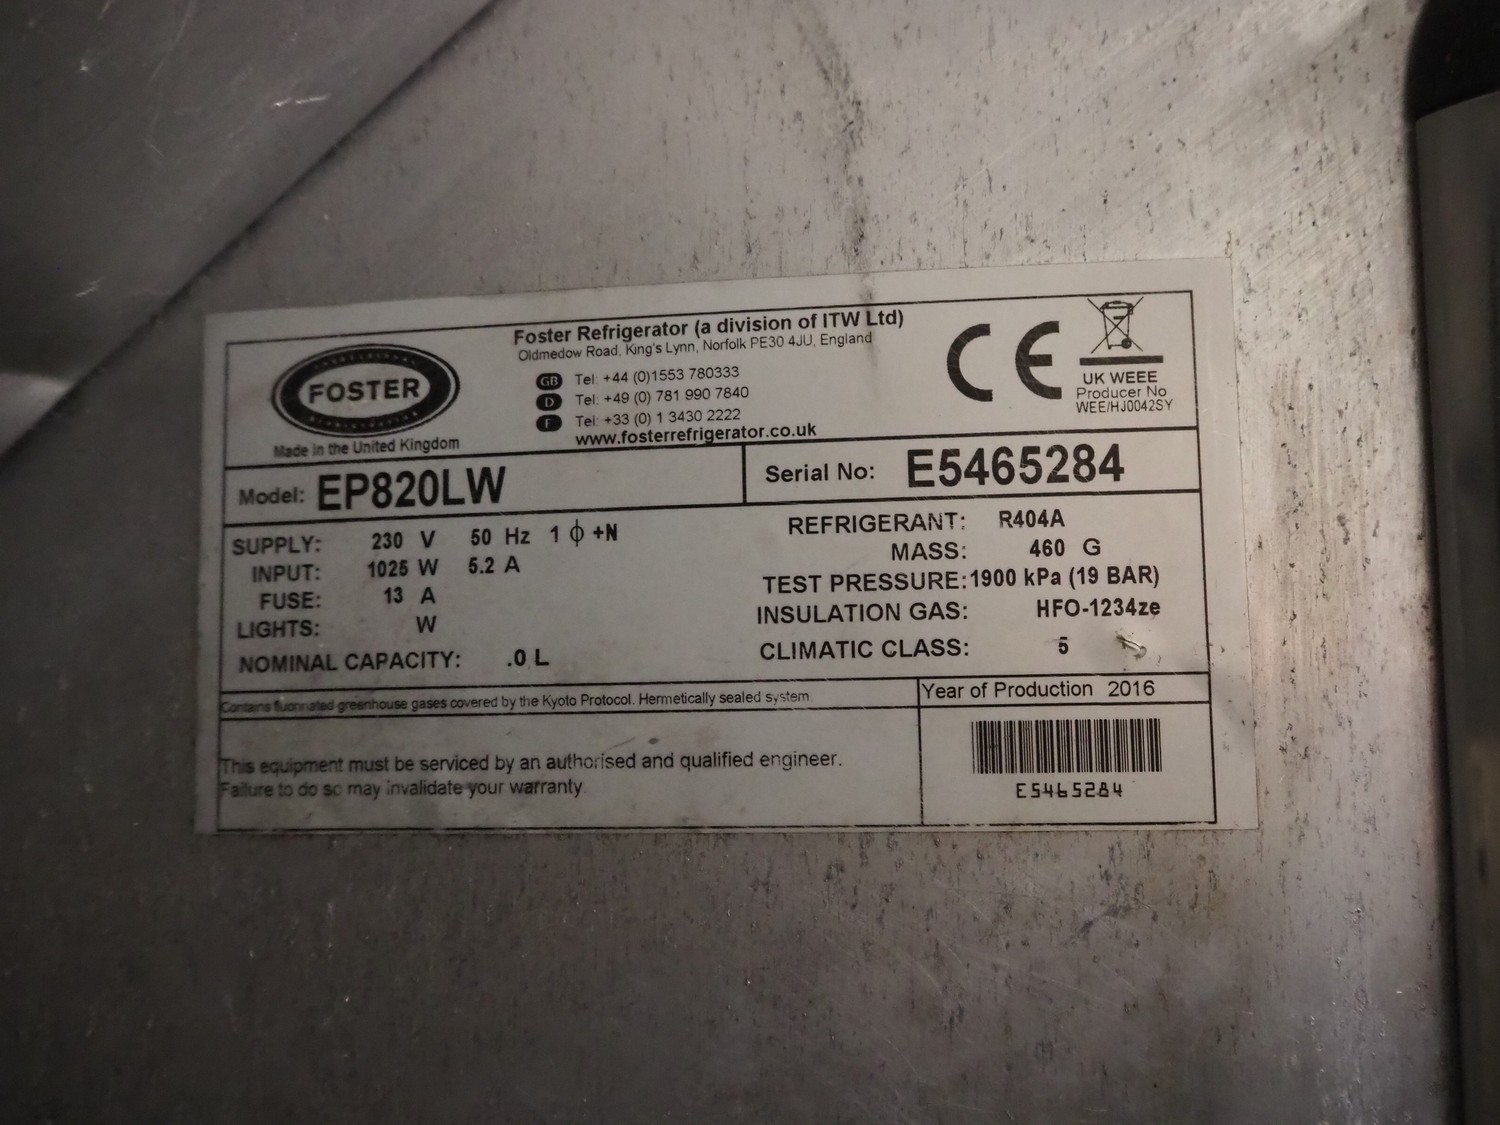 Foster Refrigerator (a division of ITW Ltd)
Oldmedow Road, King's Lynn, Norfolk PE30 4JU, England
FOSTER
Made in the United Kingdom
GB Tel: +44 (0)1553 780333
D Tel: +49 (0) 781 990 7840
F Tel: +33 (0) 1 3430 2222
www.fosterrefrigerator.co.uk
CE
UK WEEE
Producer No
WEE/HJ0042SY
Model: EP820LW
Serial No: E5465284
SUPPLY: 230 V 50 Hz 1 ϕ +N
INPUT: 1025 W 5.2 A
FUSE: 13 A
LIGHTS: W
NOMINAL CAPACITY: .0 L
REFRIGERANT: R404A
MASS: 460 G
TEST PRESSURE: 1900 kPa (19 BAR)
INSULATION GAS: HFO-1234ze
CLIMATIC CLASS: 5
Contains fluorinated greenhouse gases covered by the Kyoto Protocol. Hermetically sealed system
Year of Production 2016
This equipment must be serviced by an authorised and qualified engineer.
Failure to do so may invalidate your warranty.
E5465284